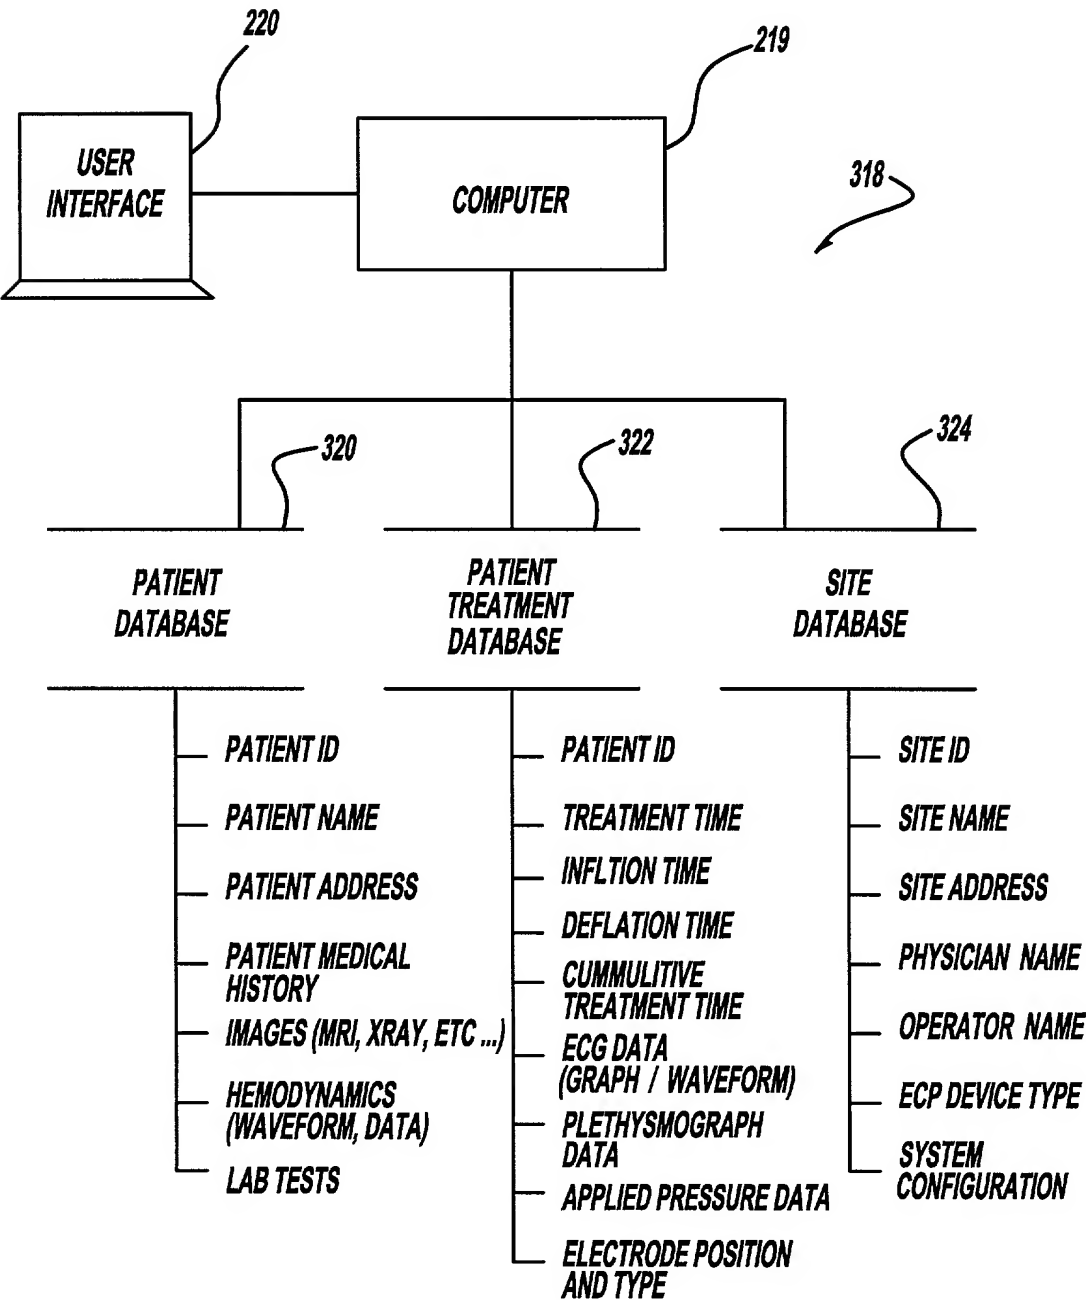 220
219
USER
INTERFACE
COMPUTER
318
320
322
324
PATIENT
DATABASE
PATIENT
TREATMENT
DATABASE
SITE
DATABASE
PATIENT ID
PATIENT NAME
PATIENT ADDRESS
PATIENT MEDICAL
HISTORY
IMAGES (MRI, XRAY, ETC ...)
HEMODYNAMICS
(WAVEFORM, DATA)
LAB TESTS
PATIENT ID
TREATMENT TIME
INFLTION TIME
DEFLATION TIME
CUMMULITIVE
TREATMENT TIME
ECG DATA
(GRAPH / WAVEFORM)
PLETHYSMOGRAPH
DATA
APPLIED PRESSURE DATA
ELECTRODE POSITION
AND TYPE
SITE ID
SITE NAME
SITE ADDRESS
PHYSICIAN NAME
OPERATOR NAME
ECP DEVICE TYPE
SYSTEM
CONFIGURATION